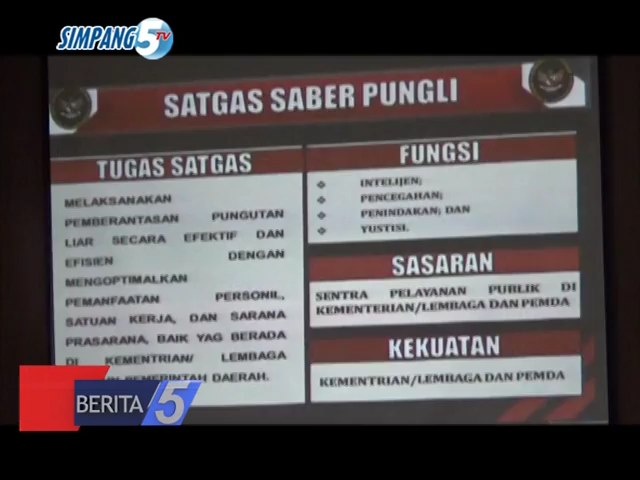 SIMPANG 5 TV
SATGAS SABER PUNGLI
TUGAS SATGAS
MELAKSANAKAN
PEMBERANTASAN PUNGUTAN
LIAR SECARA EFEKTIF DAN
EFISIEN DENGAN
MENGOPTIMALKAN
PEMANFAATAN PERSONIL,
SATUAN KERJA, DAN SARANA
PRASARANA, BAIK YAG BERADA
DI KEMENTRIAN/ LEMBAGA
PEMERINTAH DAERAH.
FUNGSI
❖ INTELIJEN;
❖ PENCEGAHAN;
❖ PENINDAKAN; DAN
❖ YUSTISI.
SASARAN
SENTRA PELAYANAN PUBLIK DI
KEMENTERIAN/LEMBAGA DAN PEMDA
KEKUATAN
KEMENTRIAN/LEMBAGA DAN PEMDA
BERITA 5